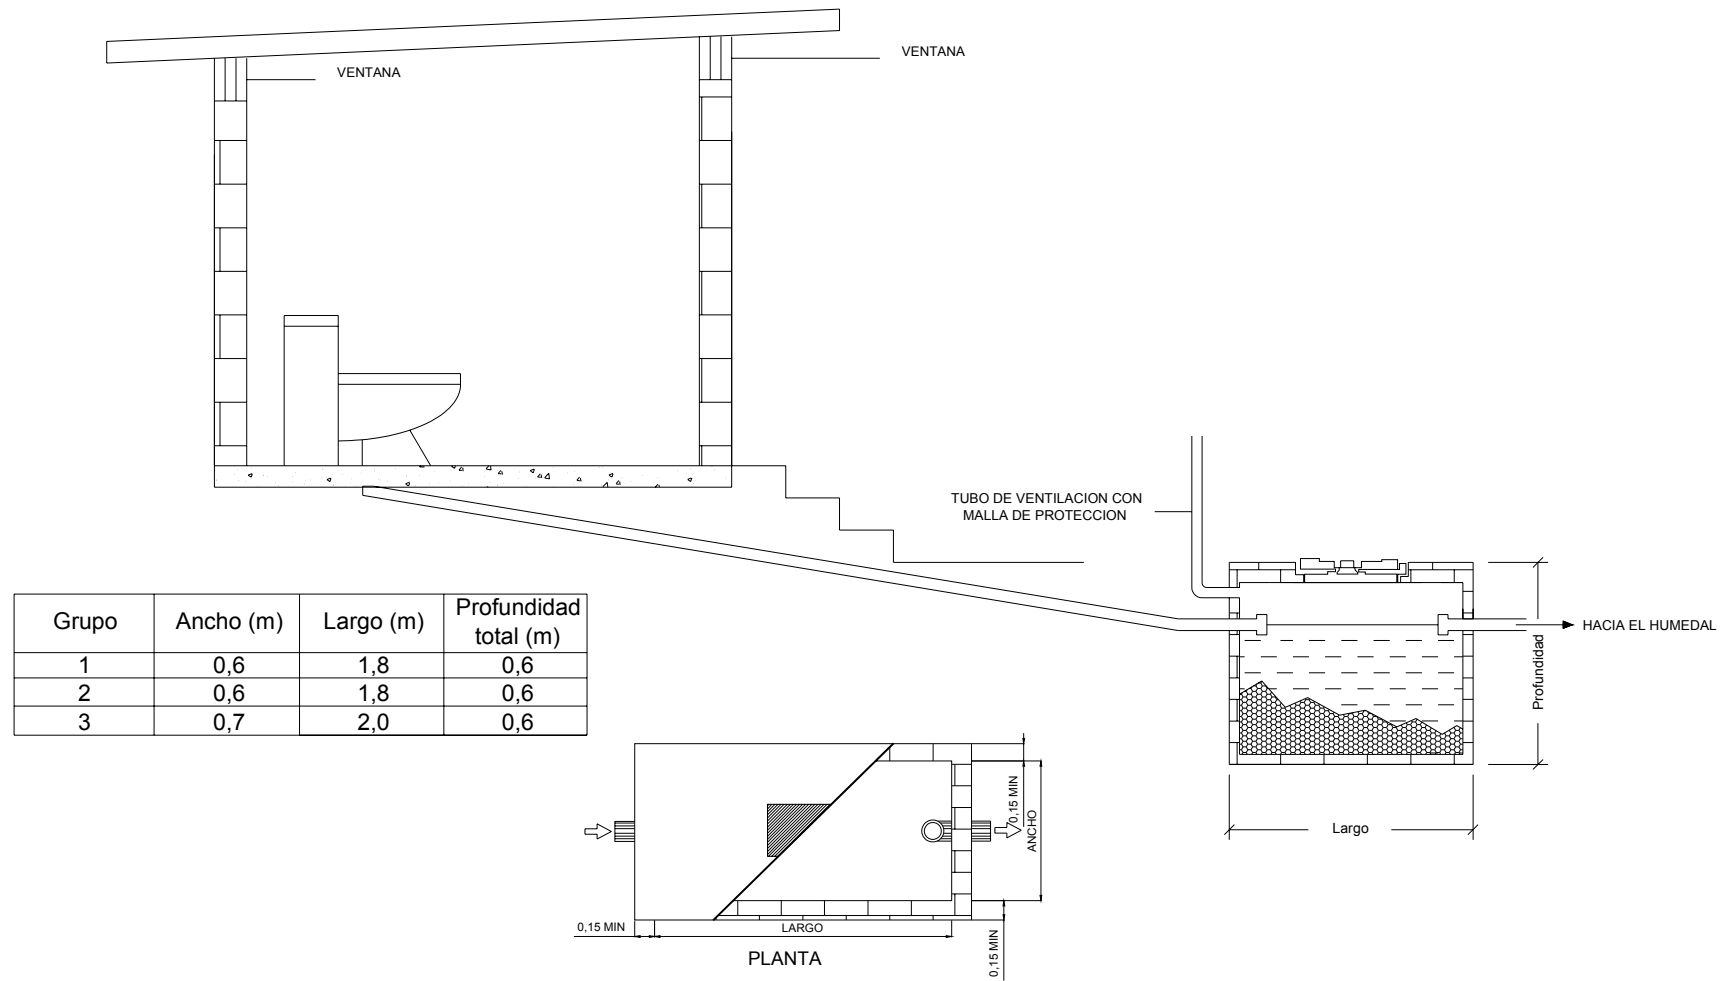 VENTANA
VENTANA
TUBO DE VENTILACION CON
MALLA DE PROTECCION
HACIA EL HUMEDAL
Profundidad
Largo
Grupo Ancho (m) Largo (m) Profundidad
total (m)
1 0,6 1,8 0,6
2 0,6 1,8 0,6
3 0,7 2,0 0,6
0,15 MIN
ANCHO
0,15 MIN
LARGO
0,15 MIN
PLANTA